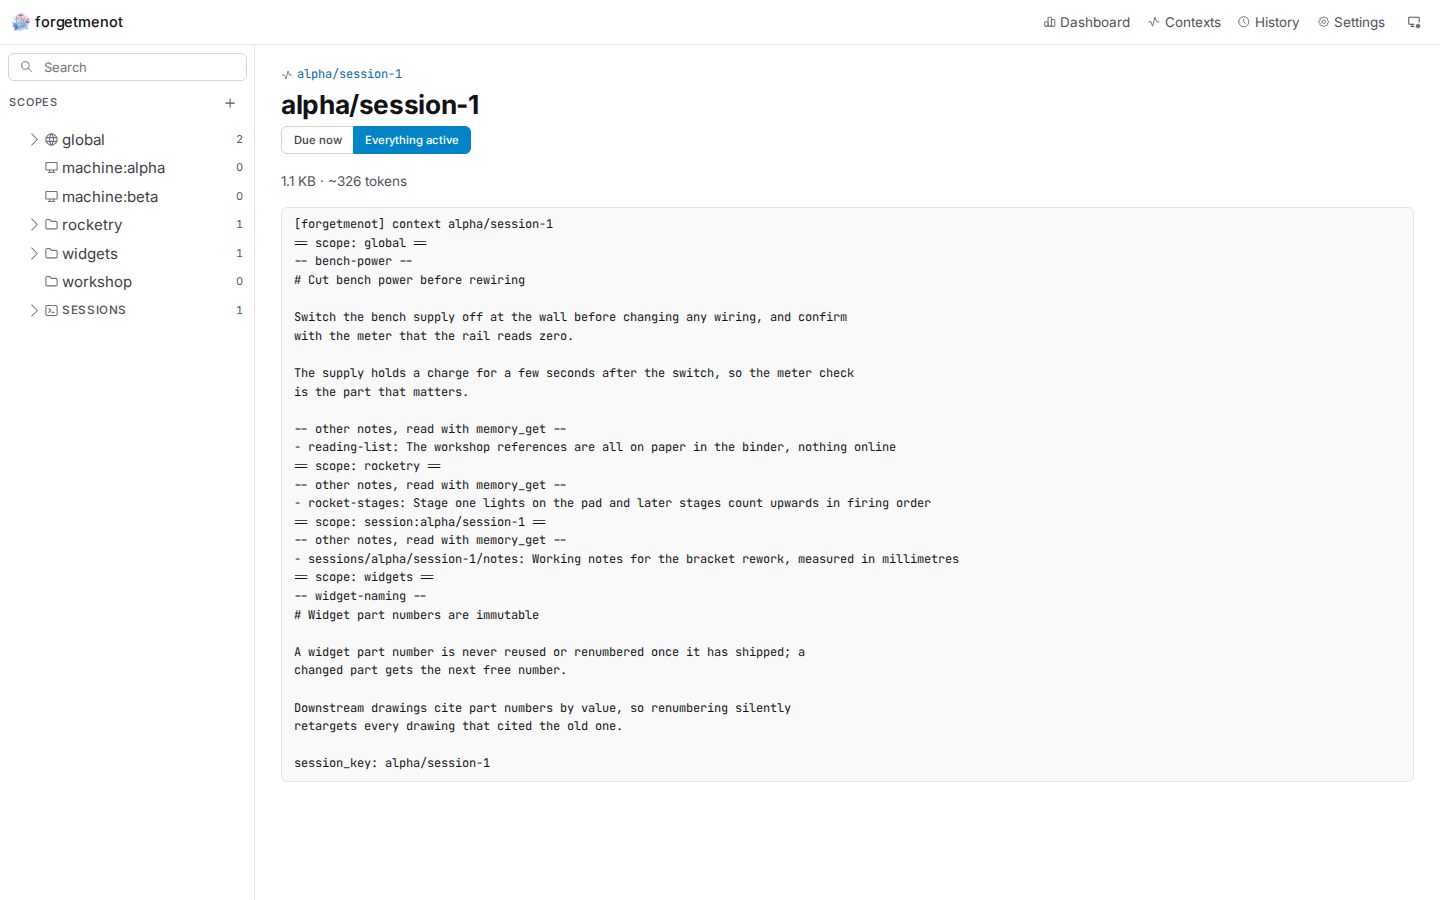 forgetmenot
Dashboard
Contexts
History
Settings
Search
SCOPES
global 2
machine:alpha 0
machine:beta 0
rocketry 1
widgets 1
workshop 0
SESSIONS 1
alpha/session-1
alpha/session-1
Due now
Everything active
1.1 KB · ~326 tokens
[forgetmenot] context alpha/session-1
== scope: global ==
-- bench-power --
# Cut bench power before rewiring
Switch the bench supply off at the wall before changing any wiring, and confirm
with the meter that the rail reads zero.
The supply holds a charge for a few seconds after the switch, so the meter check
is the part that matters.
-- other notes, read with memory_get --
- reading-list: The workshop references are all on paper in the binder, nothing online
== scope: rocketry ==
-- other notes, read with memory_get --
- rocket-stages: Stage one lights on the pad and later stages count upwards in firing order
== scope: session:alpha/session-1 ==
-- other notes, read with memory_get --
- sessions/alpha/session-1/notes: Working notes for the bracket rework, measured in millimetres
== scope: widgets ==
-- widget-naming --
# Widget part numbers are immutable
A widget part number is never reused or renumbered once it has shipped; a
changed part gets the next free number.
Downstream drawings cite part numbers by value, so renumbering silently
retargets every drawing that cited the old one.
session_key: alpha/session-1